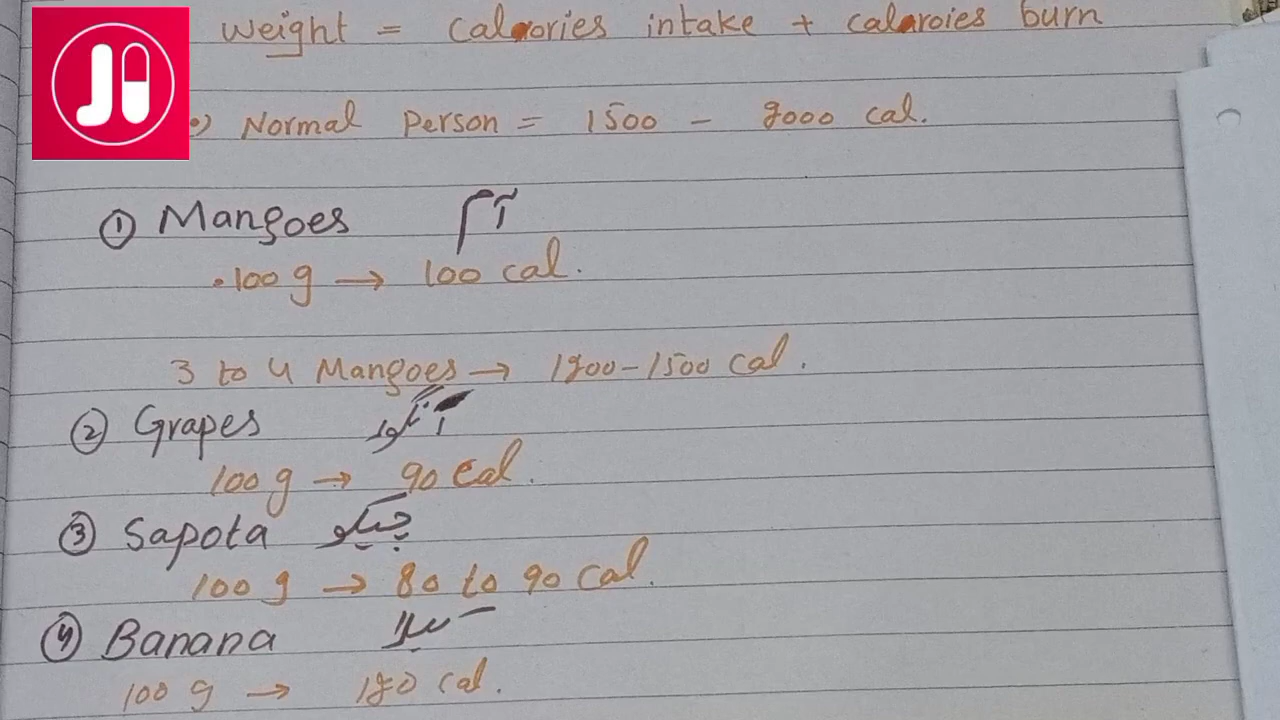 Weight = Calarories intake + calaroies burn
•) Normal Person = 1500 - 2000 cal.
① Mangoes آم
100 g → 100 cal.
3 to 4 Mangoes → 1200 - 1500 Cal.
② Grapes انگور
100 g → 90 Cal.
③ Sapota چیکو
100 g → 80 to 90 Cal.
④ Banana کیلا
100 g → 120 cal.